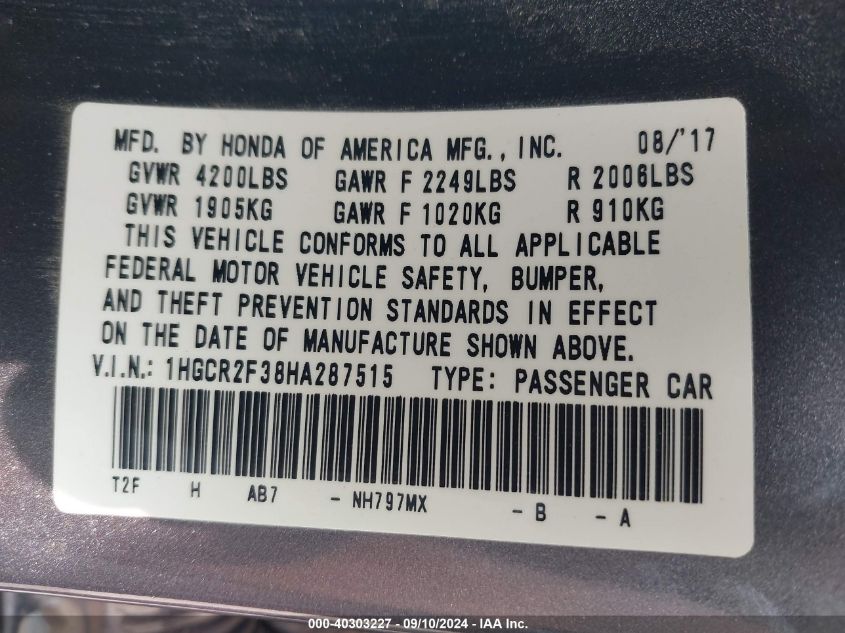 MFD. BY HONDA OF AMERICA MFG., INC. 08/'17
GVWR 4200LBS GAWR F 2249LBS R 2006LBS
GVWR 1905KG GAWR F 1020KG R 910KG
THIS VEHICLE CONFORMS TO ALL APPLICABLE
FEDERAL MOTOR VEHICLE SAFETY, BUMPER,
AND THEFT PREVENTION STANDARDS IN EFFECT
ON THE DATE OF MANUFACTURE SHOWN ABOVE.
V.I.N.: 1HGCR2F38HA287515 TYPE: PASSENGER CAR
T2F H AB7 - NH797MX - B - A
000-40303227 - 09/10/2024 - IAA Inc.